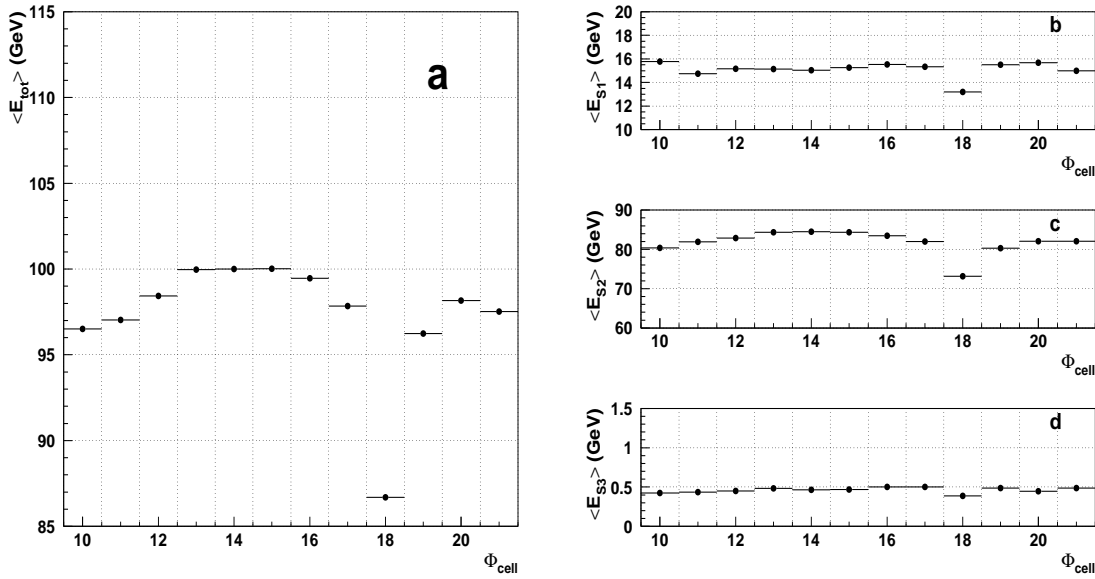 <E_tot> (GeV)
115
110
105
100
95
90
85
a
10 12 14 16 18 20
Φ_cell
<E_S1> (GeV)
20
18
16
14
12
10
b
10 12 14 16 18 20
Φ_cell
<E_S2> (GeV)
90
80
70
60
c
10 12 14 16 18 20
Φ_cell
<E_S3> (GeV)
1.5
1
0.5
0
d
10 12 14 16 18 20
Φ_cell